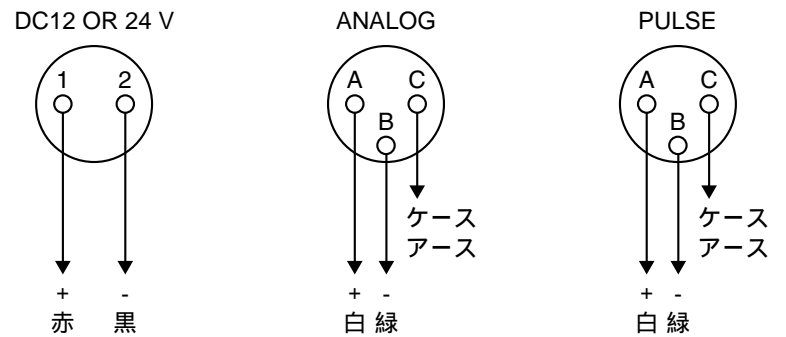 DC12 OR 24 V
1 2
+ -
赤 黒
ANALOG
A C
B
ケース
アース
+ -
白 緑
PULSE
A C
B
ケース
アース
+ -
白 緑